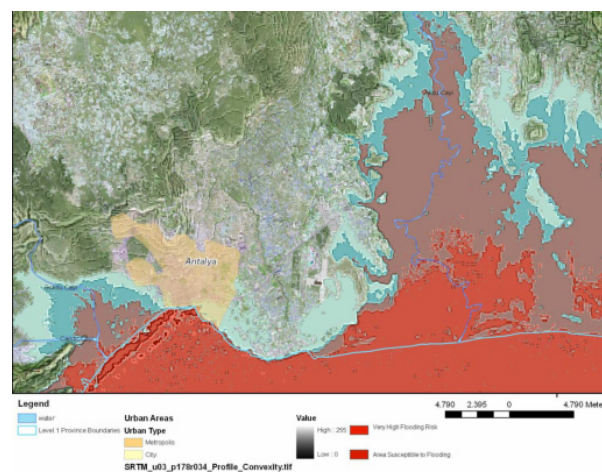 Antalya
Legend
water
Level 1 Province Boundaries
Urban Areas
Urban Type
Metropolis
City
SRTM_u03_p178r034_Profile_Convexity.tif
Value
High : 255
Low : 0
Very High Flooding Risk
Area Susceptible to Flooding
4.790 2.395 0 4.790 Mete